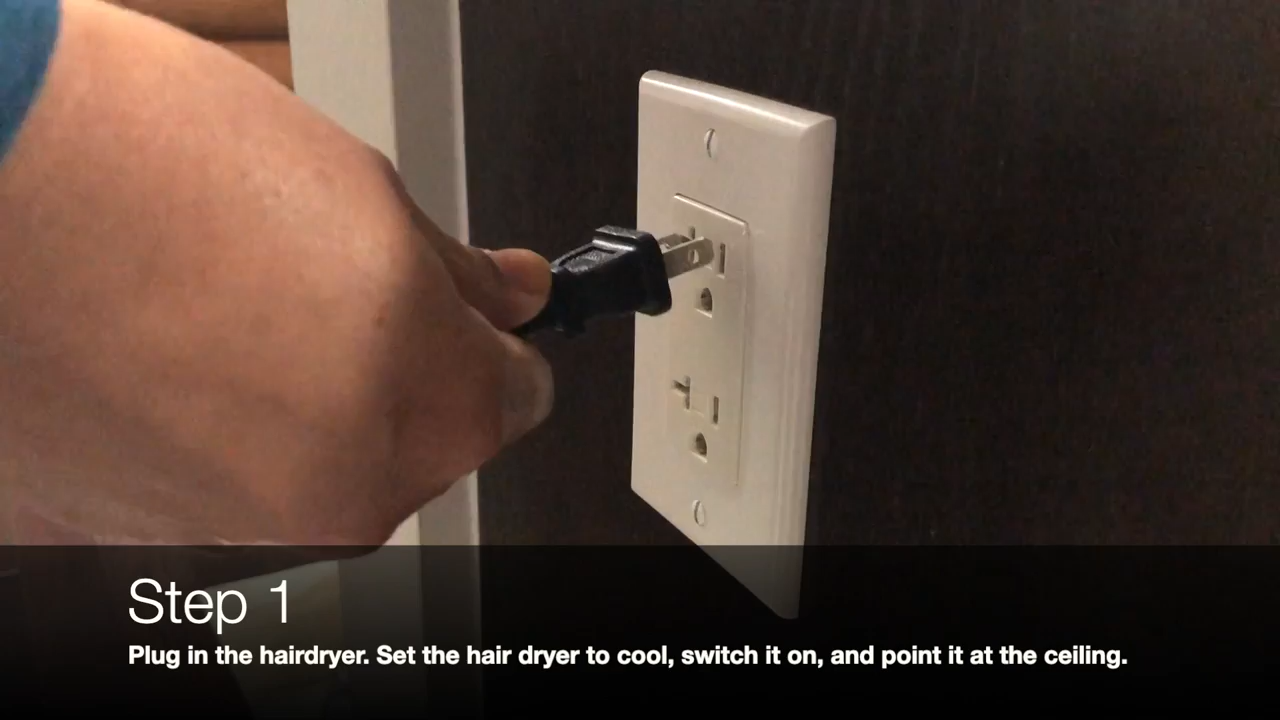 Step 1
Plug in the hairdryer. Set the hair dryer to cool, switch it on, and point it at the ceiling.